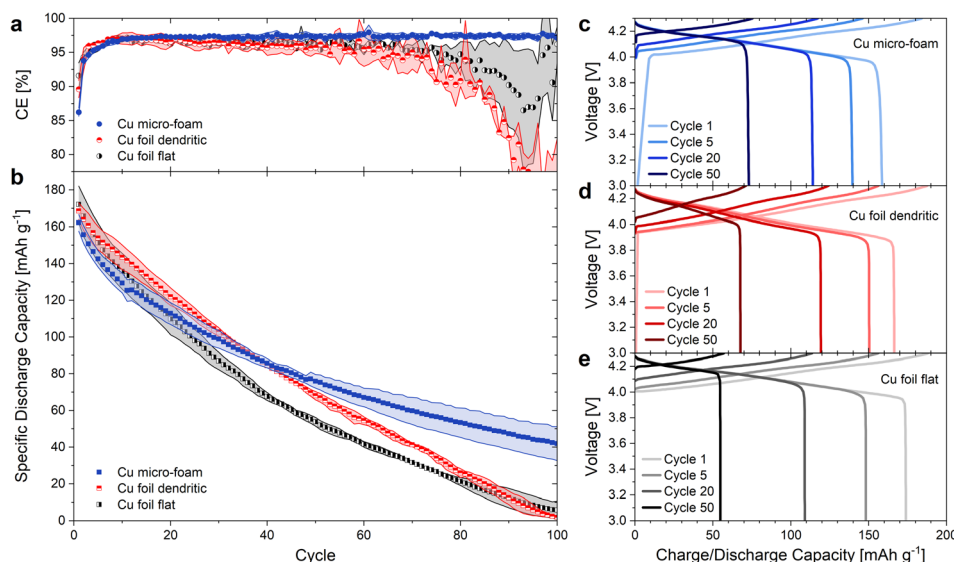 a
100
95
90
85
80
CE [%]
Cu micro-foam
Cu foil dendritic
Cu foil flat
b
180
160
140
120
100
80
60
40
20
0
Specific Discharge Capacity [mAh g⁻¹]
Cu micro-foam
Cu foil dendritic
Cu foil flat
0 20 40 60 80 100
Cycle
c
Cu micro-foam
4.2
4.0
3.8
3.6
3.4
3.0
Voltage [V]
Cycle 1
Cycle 5
Cycle 20
Cycle 50
d
Cu foil dendritic
4.2
4.0
3.8
3.6
3.4
3.0
Voltage [V]
Cycle 1
Cycle 5
Cycle 20
Cycle 50
e
Cu foil flat
4.2
4.0
3.8
3.6
3.4
3.0
Voltage [V]
Cycle 1
Cycle 5
Cycle 20
Cycle 50
0 50 100 150 200
Charge/Discharge Capacity [mAh g⁻¹]